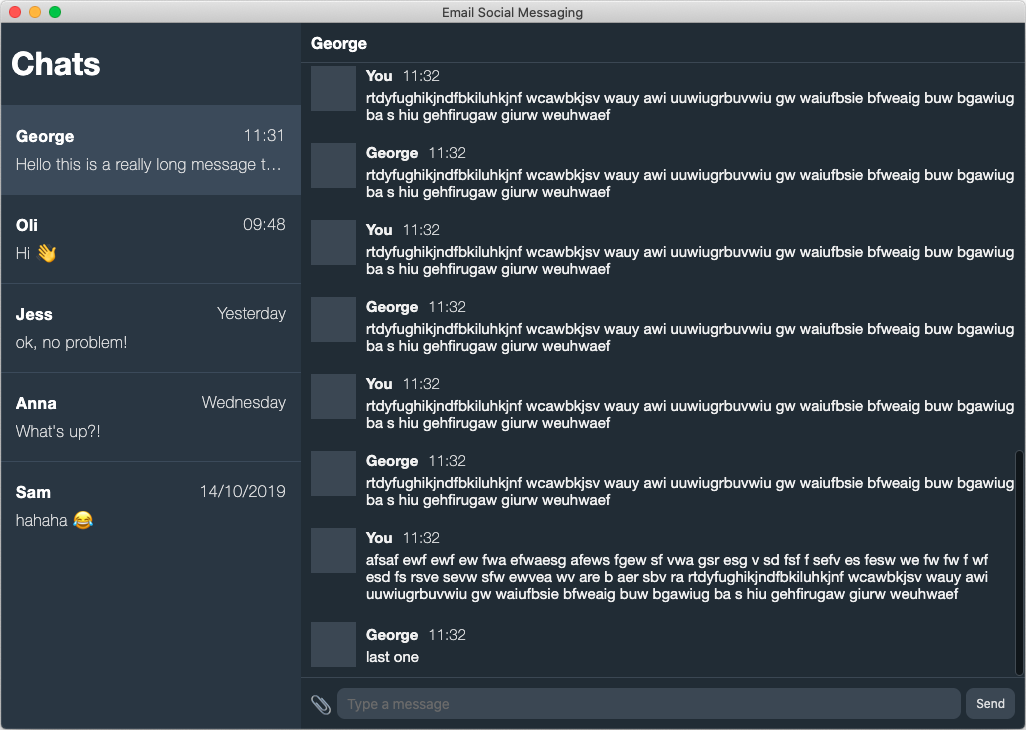 Email Social Messaging
Chats
George 11:31
Hello this is a really long message t...
Oli 09:48
Hi 👋
Jess Yesterday
ok, no problem!
Anna Wednesday
What's up?!
Sam 14/10/2019
hahaha 😂
George
You 11:32
rtdyfughikjndfbkiluhkjnf wcawbkjsv wauy awi uuwiugrbuvwiu gw waiufbsie bfweaig buw bgawiug
ba s hiu gehfirugaw giurw weuhwaef
George 11:32
rtdyfughikjndfbkiluhkjnf wcawbkjsv wauy awi uuwiugrbuvwiu gw waiufbsie bfweaig buw bgawiug
ba s hiu gehfirugaw giurw weuhwaef
You 11:32
rtdyfughikjndfbkiluhkjnf wcawbkjsv wauy awi uuwiugrbuvwiu gw waiufbsie bfweaig buw bgawiug
ba s hiu gehfirugaw giurw weuhwaef
George 11:32
rtdyfughikjndfbkiluhkjnf wcawbkjsv wauy awi uuwiugrbuvwiu gw waiufbsie bfweaig buw bgawiug
ba s hiu gehfirugaw giurw weuhwaef
You 11:32
rtdyfughikjndfbkiluhkjnf wcawbkjsv wauy awi uuwiugrbuvwiu gw waiufbsie bfweaig buw bgawiug
ba s hiu gehfirugaw giurw weuhwaef
George 11:32
rtdyfughikjndfbkiluhkjnf wcawbkjsv wauy awi uuwiugrbuvwiu gw waiufbsie bfweaig buw bgawiug
ba s hiu gehfirugaw giurw weuhwaef
You 11:32
afsaf ewf ewf ew fwa efwaesg afews fgew sf vwa gsr esg v sd fsf f sefv es fesw we fw fw f wf
esd fs rsve sevw sfw ewvea wv are b aer sbv ra rtdyfughikjndfbkiluhkjnf wcawbkjsv wauy awi
uuwiugrbuvwiu gw waiufbsie bfweaig buw bgawiug ba s hiu gehfirugaw giurw weuhwaef
George 11:32
last one
Type a message
Send